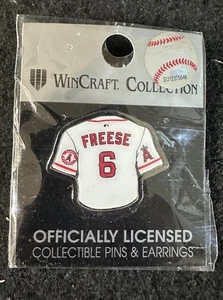 WINCRAFT. COLLECTION
FREESE
6
A
OFFICIALLY LICENSED
COLLECTIBLE PINS & EARRINGS